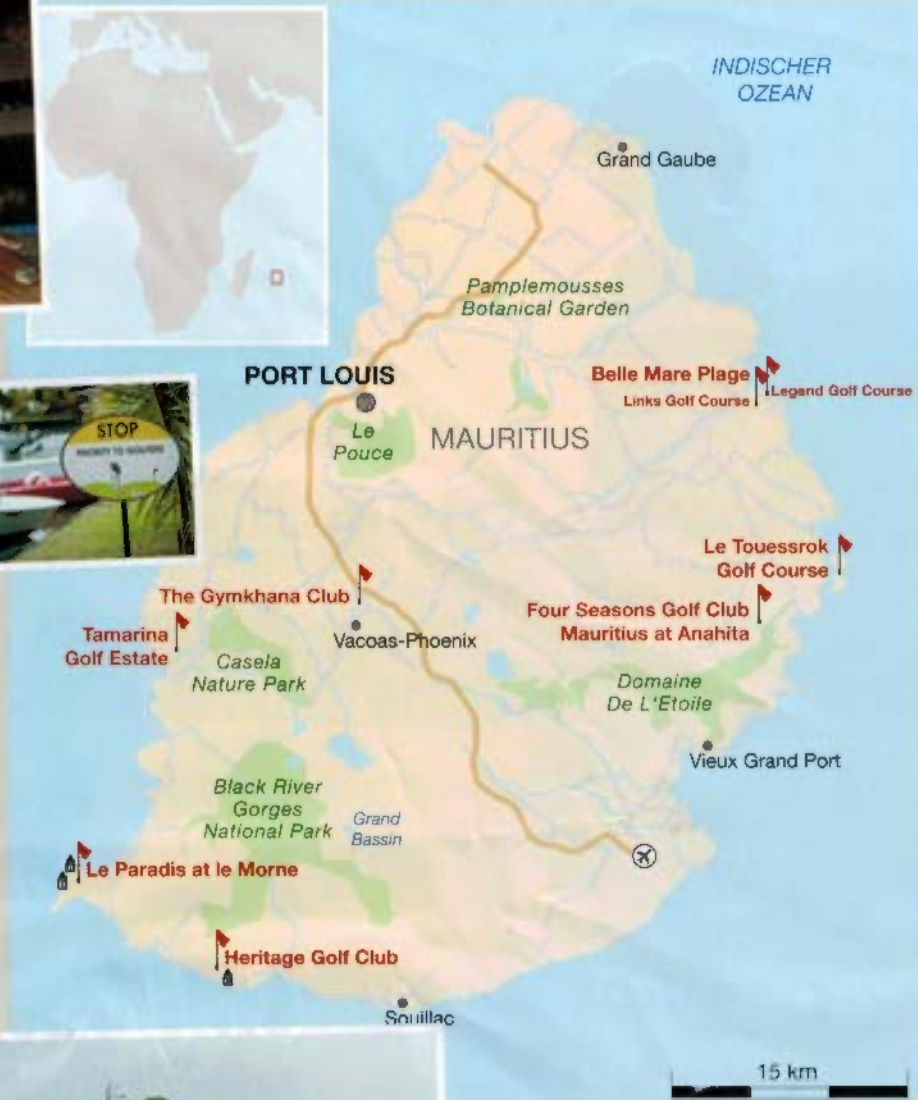 INDISCHER
OZEAN
Grand Gaube
Pamplemousses
Botanical Garden
PORT LOUIS
Belle Mare Plage
Links Golf Course
Legend Golf Course
Le
Pouce
MAURITIUS
STOP
Le Touessrok
Golf Course
The Gymkhana Club
Four Seasons Golf Club
Mauritius at Anahita
Tamarina
Golf Estate
Vacoas-Phoenix
Casela
Nature Park
Domaine
De L'Etoile
Vieux Grand Port
Black River
Gorges
National Park
Grand
Bassin
Le Paradis at le Morne
Heritage Golf Club
Souillac
15 km